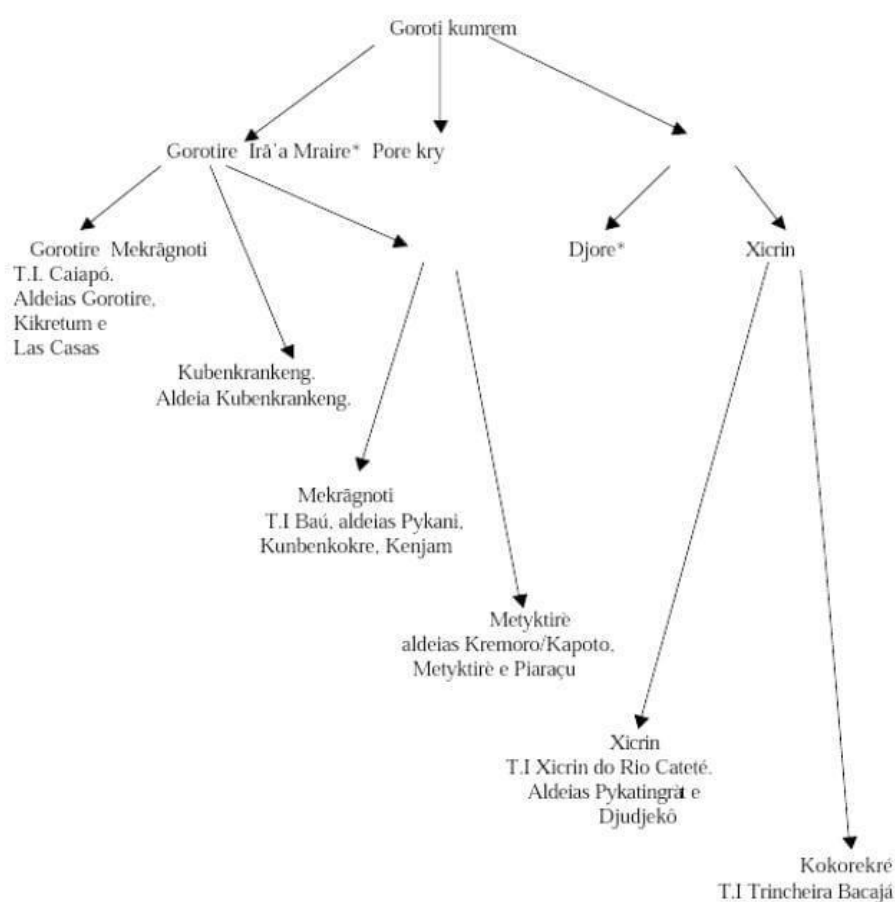 Goroti kumrem
Gorotire Irã'a Mraire* Pore kry
Gorotire Mekrãgnoti
T.I. Caiapó.
Aldeias Gorotire,
Kikretum e
Las Casas
Djore*
Xicrin
Kubenkrankeng.
Aldeia Kubenkrankeng.
Mekrãgnoti
T.I Baú, aldeias Pykani,
Kunbenkokre, Kenjam
Metyktirè
aldeias Kremoro/Kapoto,
Metyktirè e Piaraçu
Xicrin
T.I Xicrin do Rio Cateté.
Aldeias Pykatingràt e
Djudjekô
Kokorekré
T.I Trincheira Bacajá